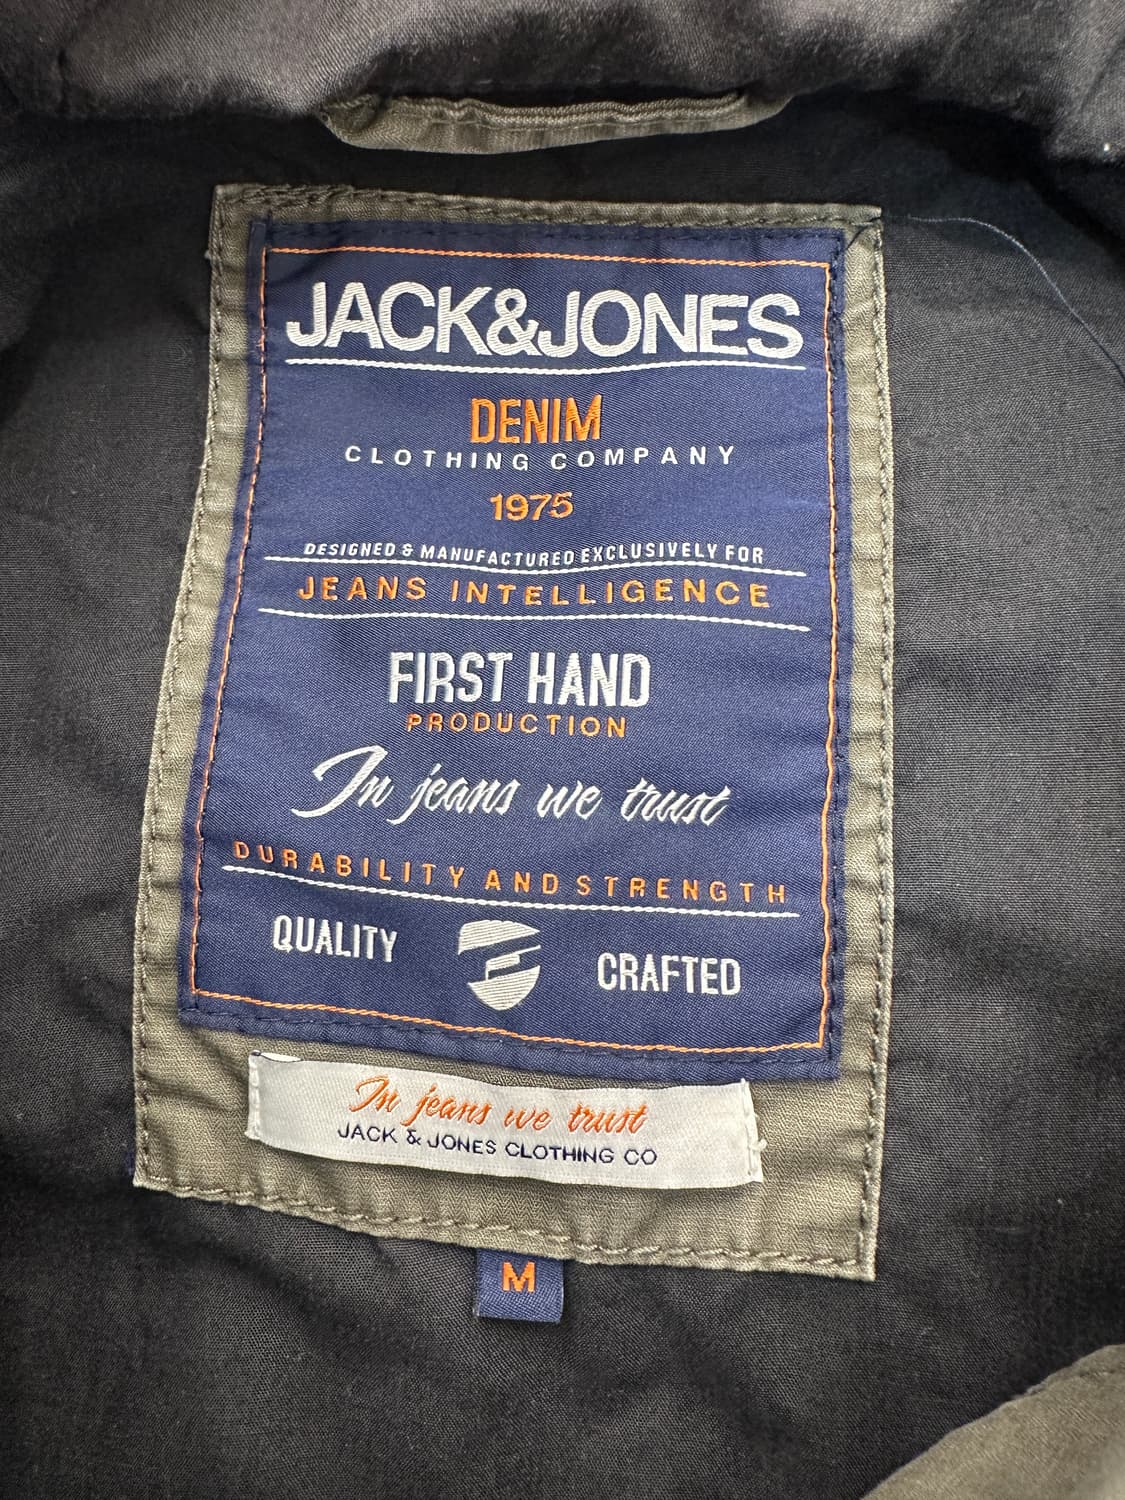 JACK&JONES
DENIM
CLOTHING COMPANY
1975
DESIGNED & MANUFACTURED EXCLUSIVELY FOR
JEANS INTELLIGENCE
FIRST HAND
PRODUCTION
In jeans we trust
DURABILITY AND STRENGTH
QUALITY CRAFTED
In jeans we trust
JACK & JONES CLOTHING CO
M